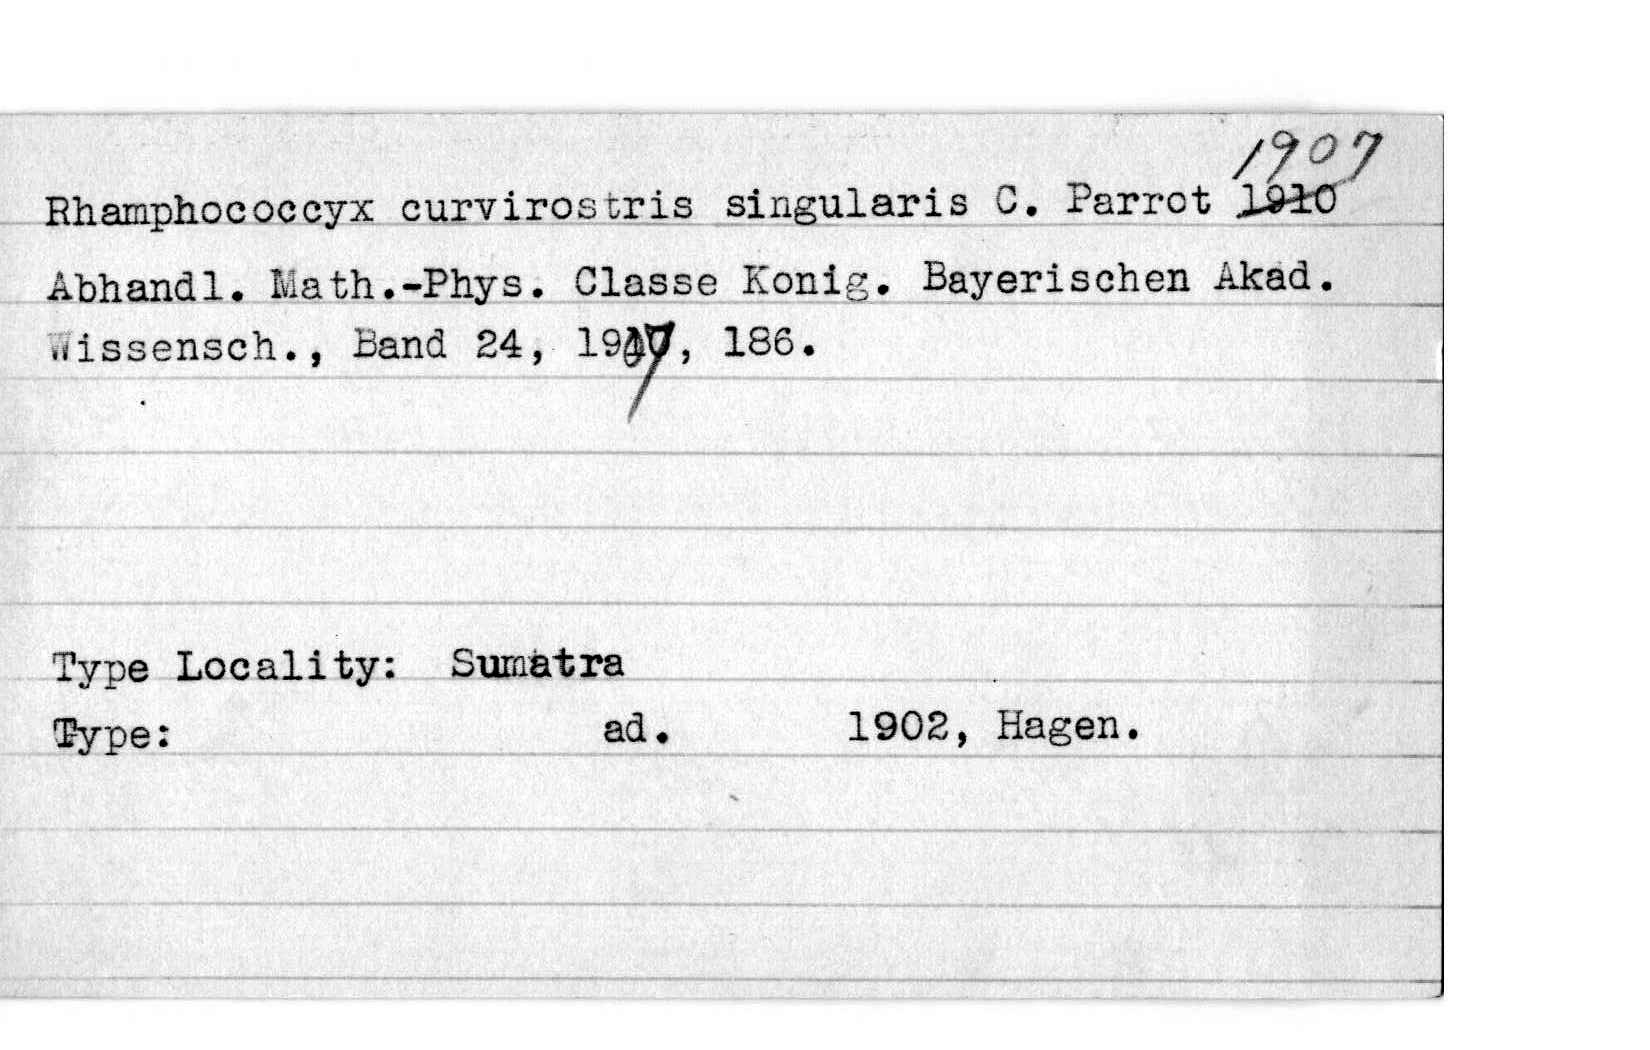 1907
Rhamphococcyx curvirostris singularis C. Parrot 1910
Abhandl. Math.-Phys. Classe Konig. Bayerischen Akad.
Wissensch., Band 24, 1907, 186.
Type Locality: Sumatra
Type: ad. 1902, Hagen.